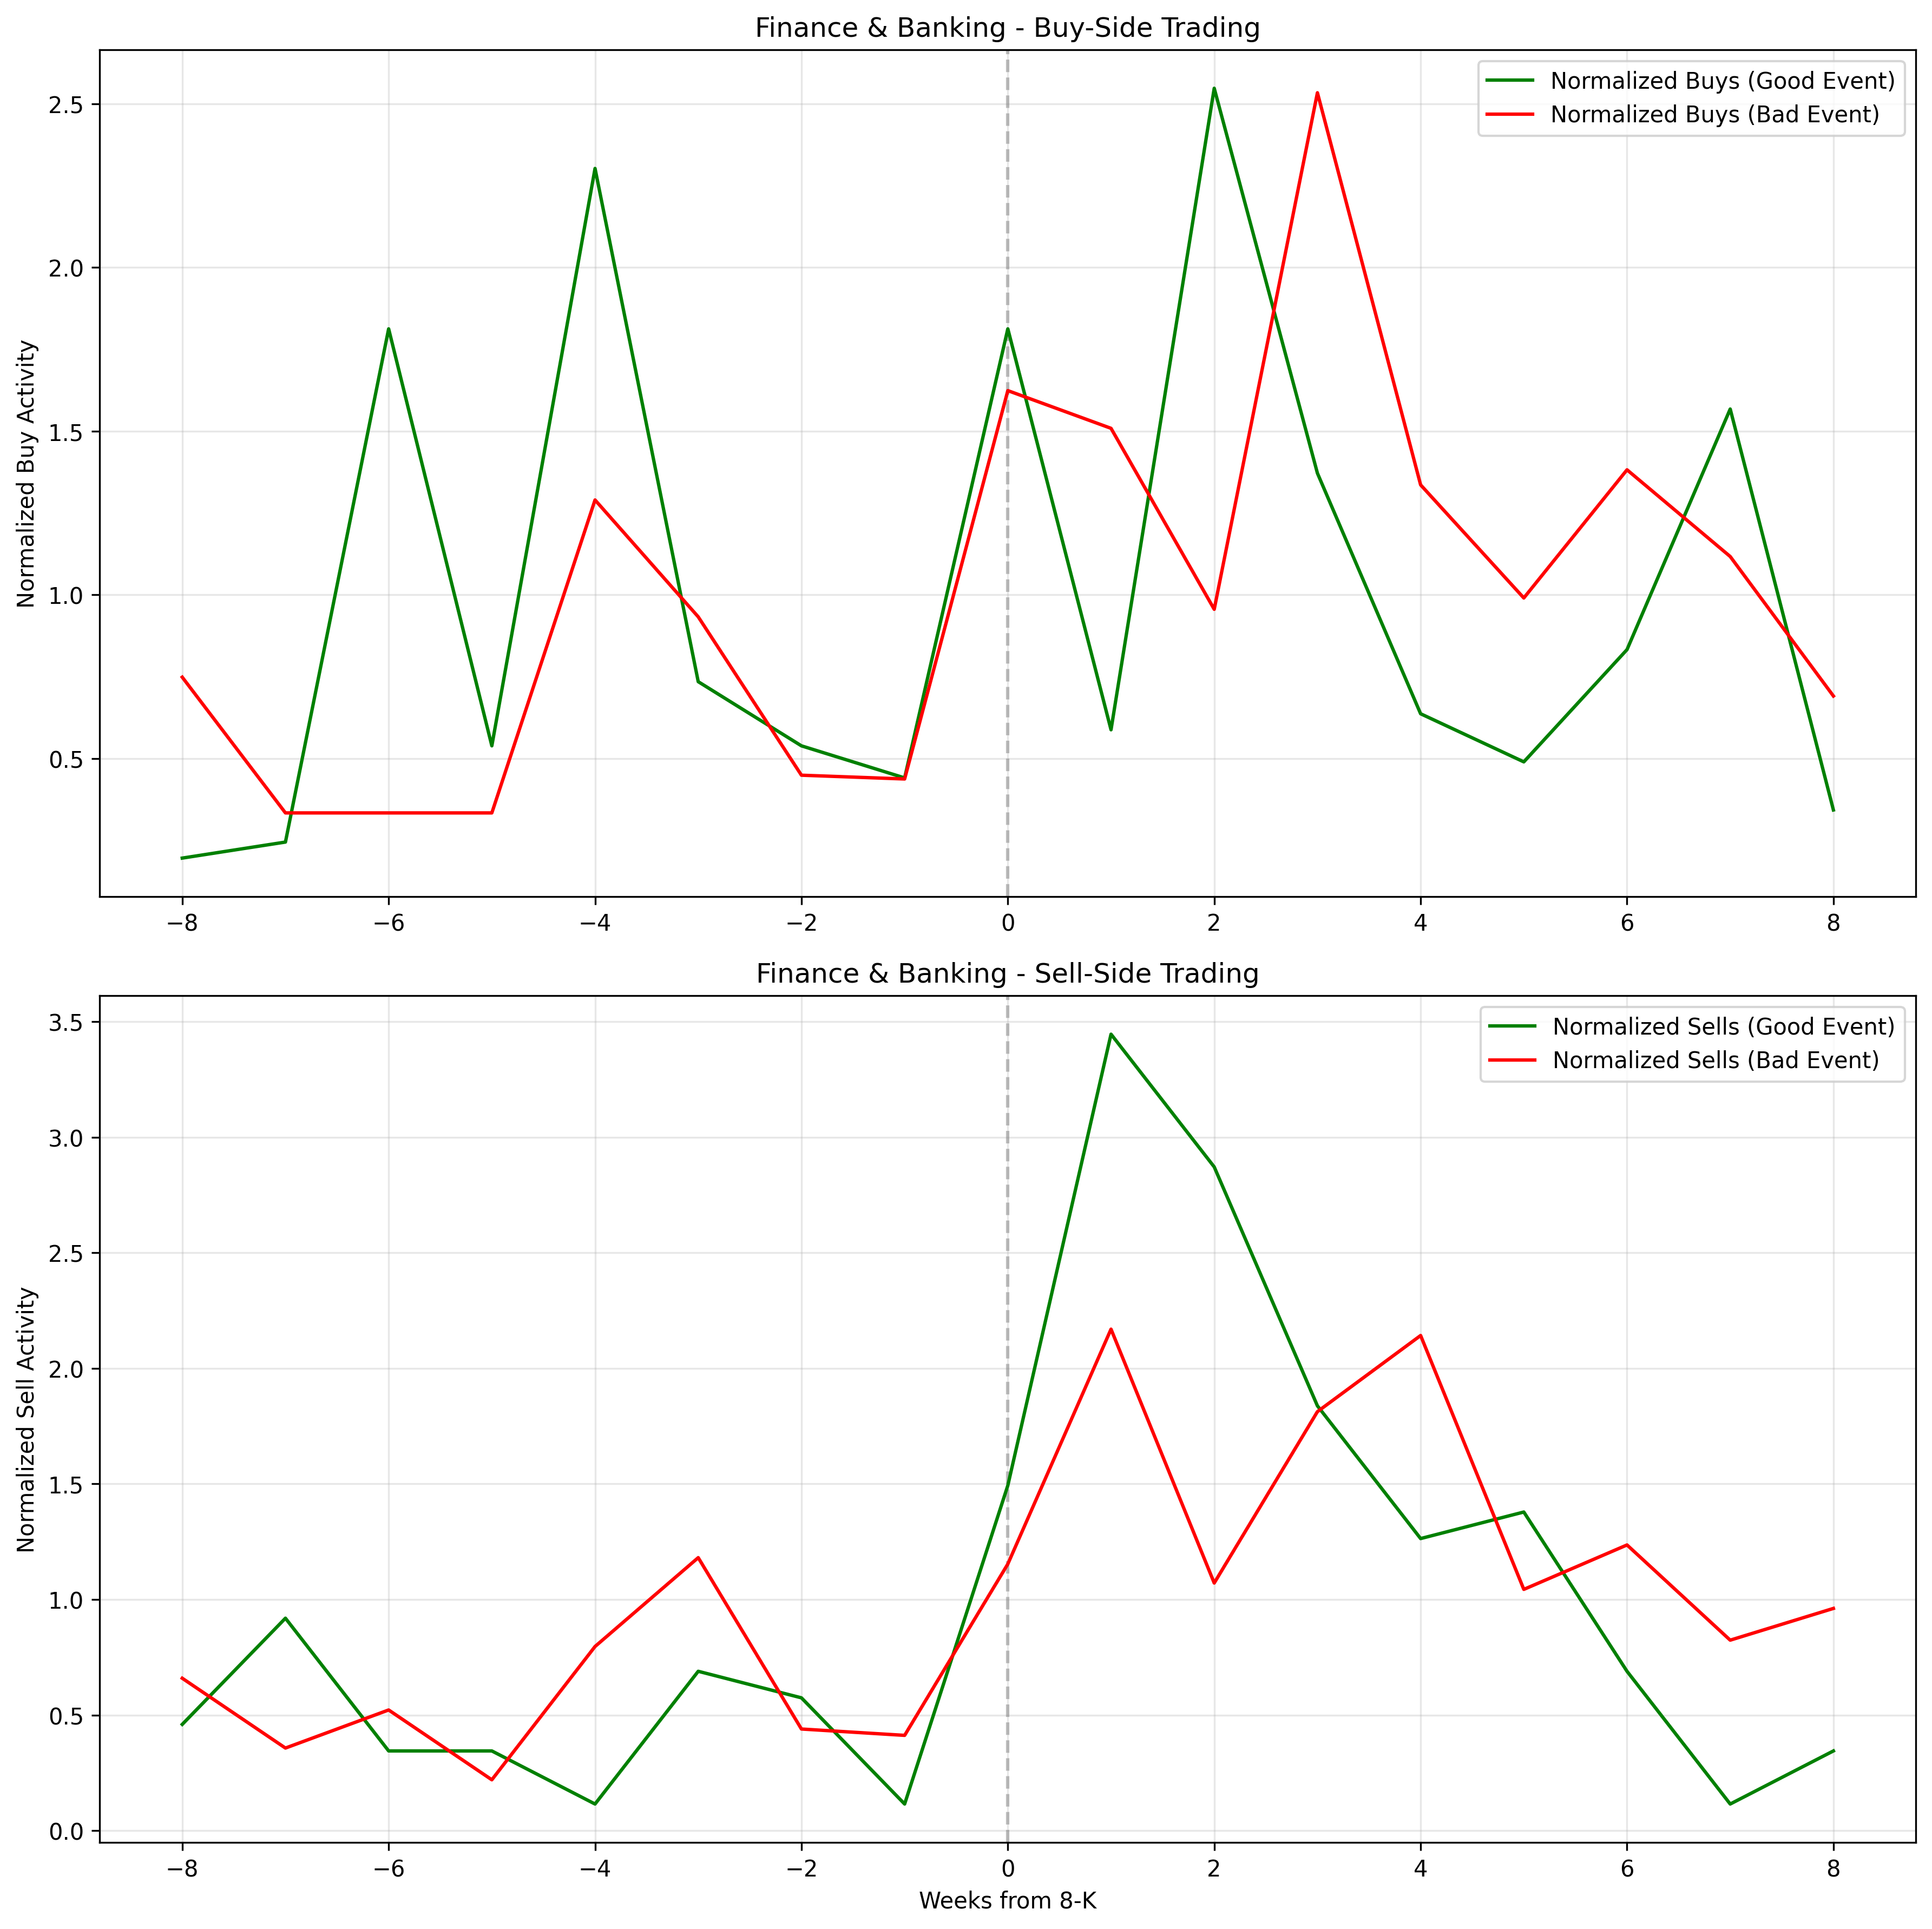 Finance & Banking - Buy-Side Trading
Normalized Buys (Good Event)
Normalized Buys (Bad Event)
Normalized Buy Activity
2.5
2.0
1.5
1.0
0.5
−8 −6 −4 −2 0 2 4 6 8
Finance & Banking - Sell-Side Trading
Normalized Sells (Good Event)
Normalized Sells (Bad Event)
Normalized Sell Activity
3.5
3.0
2.5
2.0
1.5
1.0
0.5
0.0
−8 −6 −4 −2 0 2 4 6 8
Weeks from 8-K